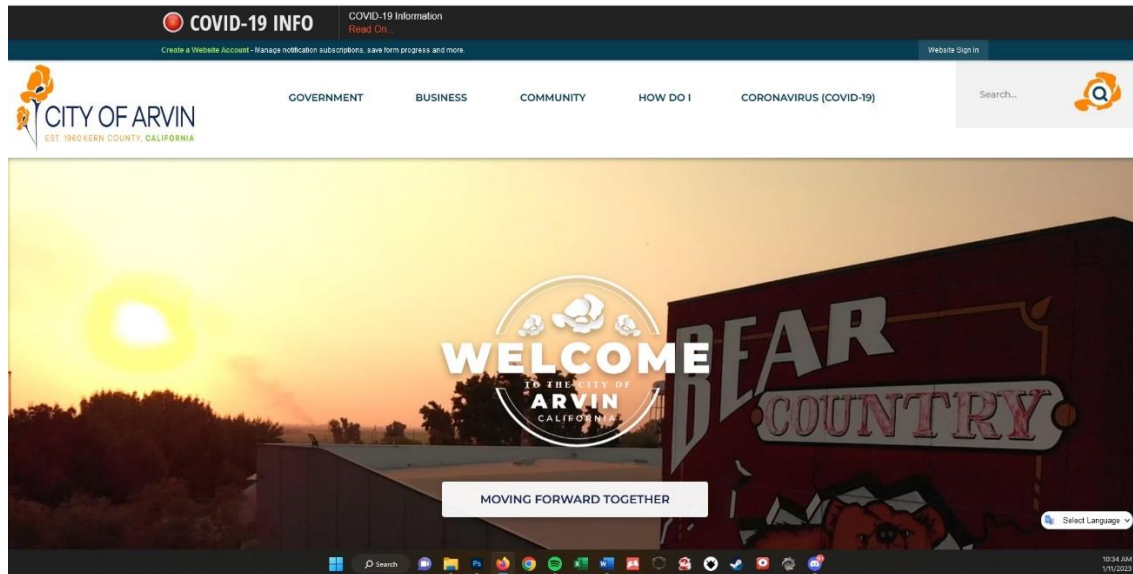 COVID-19 INFO
COVID-19 Information
Read On...
Create a Website Account - Manage notification subscriptions, save form progress and more.
Website Sign In
CITY OF ARVIN
EST. 1960 KERN COUNTY, CALIFORNIA
GOVERNMENT
BUSINESS
COMMUNITY
HOW DO I
CORONAVIRUS (COVID-19)
Search...
BEAR
COUNTRY
WELCOME
TO THE CITY OF
ARVIN
CALIFORNIA
MOVING FORWARD TOGETHER
Select Language
Search
10:34 AM
1/11/2023